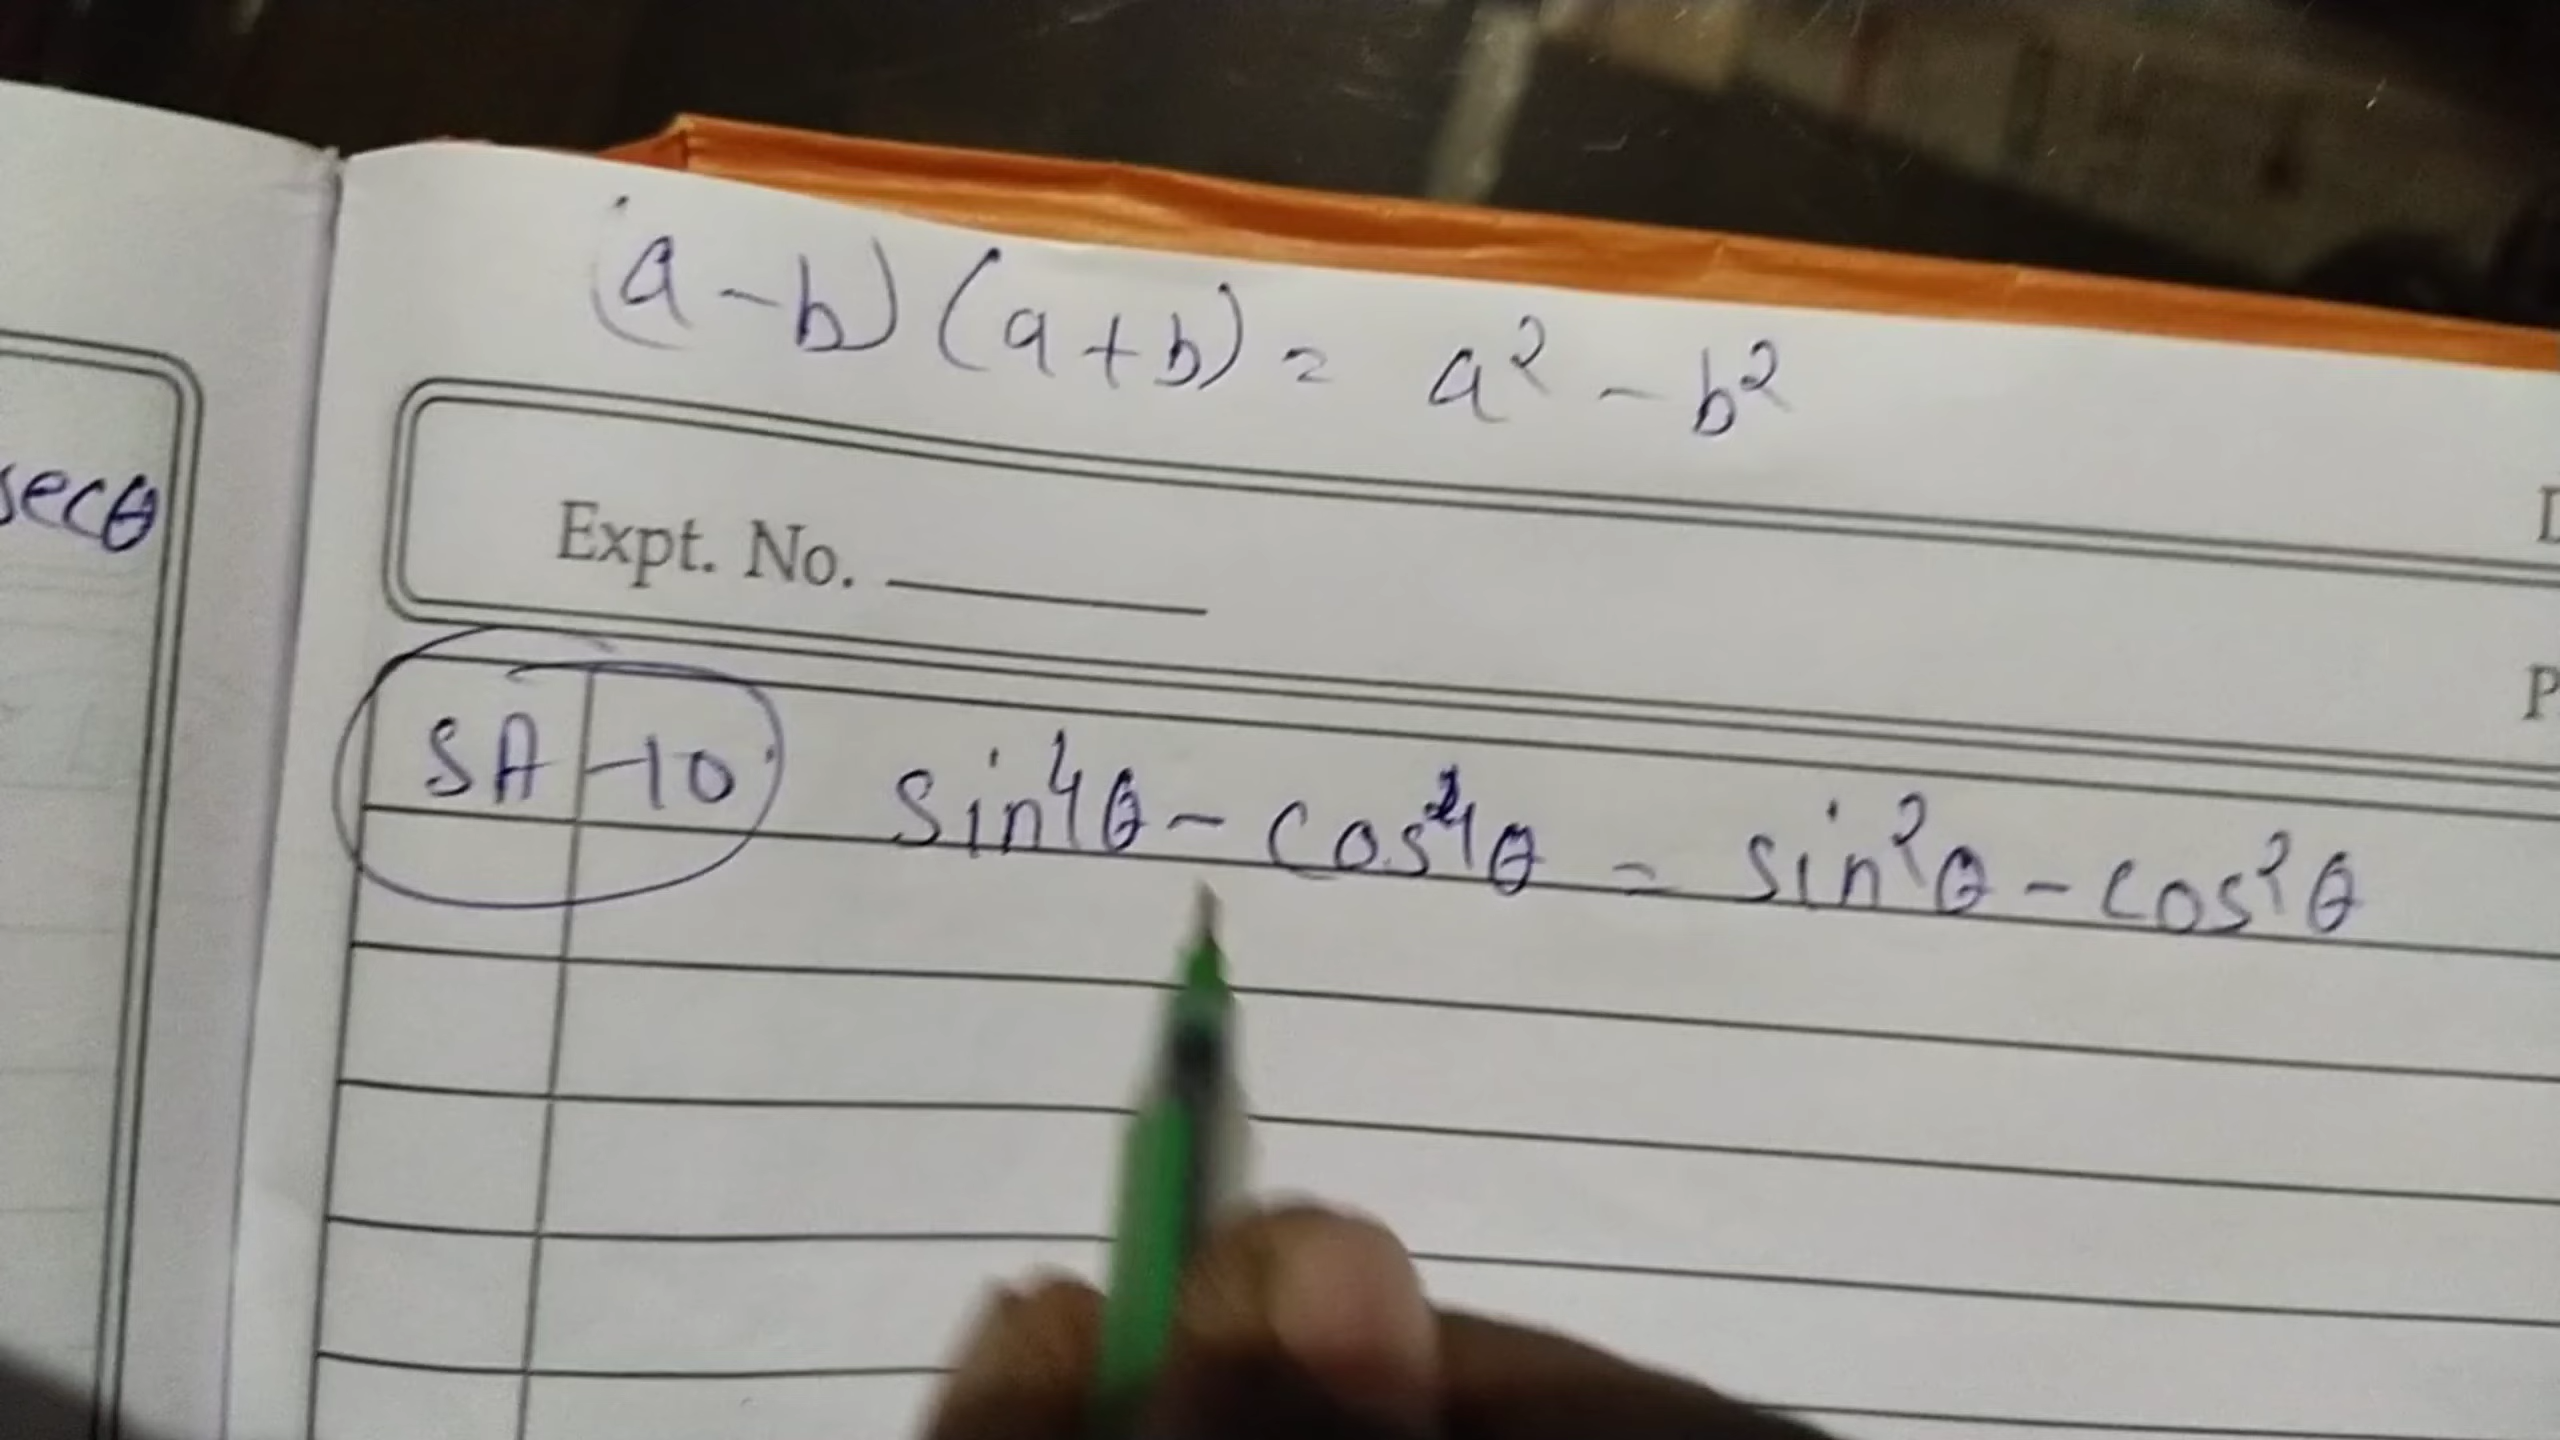 (a-b)(a+b) = a² - b²
secθ
Expt. No.
SA-10 sin⁴θ - cos⁴θ = sin²θ - cos²θ